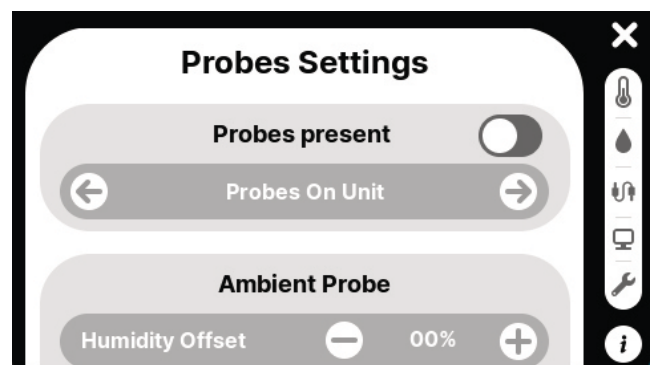 Probes Settings
Probes present
Probes On Unit
Ambient Probe
Humidity Offset 00%
i